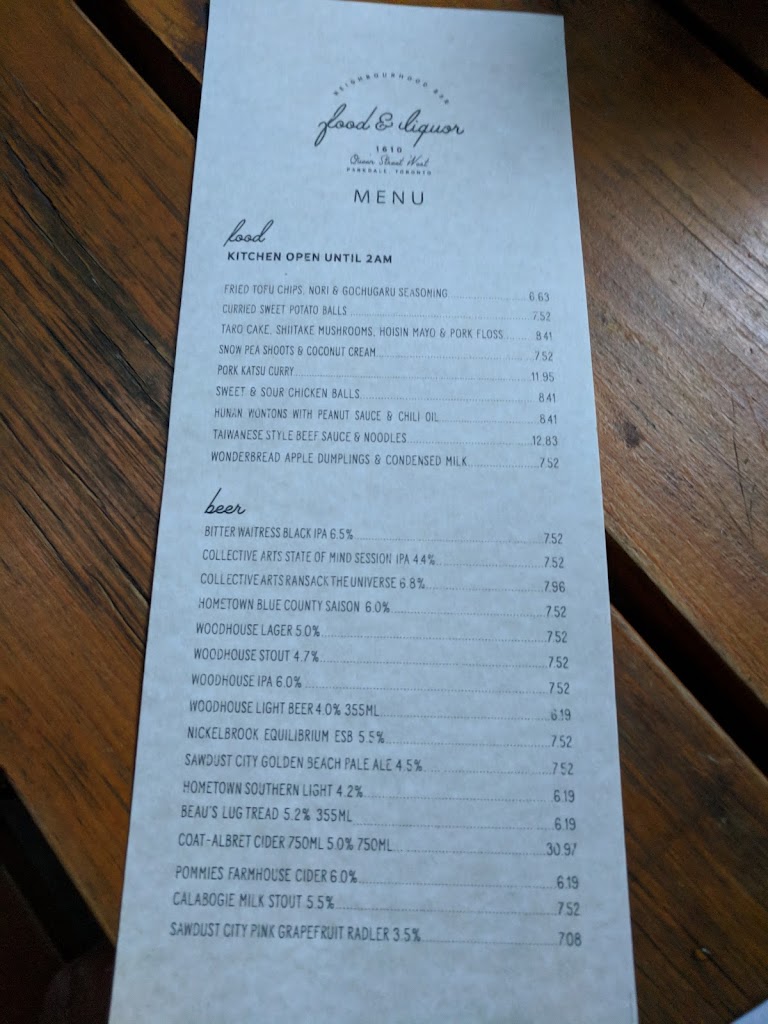 NEIGHBOURHOOD BAR
food & liquor
1610
Queen Street West
PARKDALE, TORONTO
MENU
food
KITCHEN OPEN UNTIL 2AM
FRIED TOFU CHIPS, NORI & GOCHUGARU SEASONING 6.63
CURRIED SWEET POTATO BALLS 7.52
TARO CAKE, SHIITAKE MUSHROOMS, HOISIN MAYO & PORK FLOSS 8.41
SNOW PEA SHOOTS & COCONUT CREAM 7.52
PORK KATSU CURRY 11.95
SWEET & SOUR CHICKEN BALLS 8.41
HUNAN WONTONS WITH PEANUT SAUCE & CHILI OIL 8.41
TAIWANESE STYLE BEEF SAUCE & NOODLES 12.83
WONDERBREAD APPLE DUMPLINGS & CONDENSED MILK 7.52
beer
BITTER WAITRESS BLACK IPA 6.5% 7.52
COLLECTIVE ARTS STATE OF MIND SESSION IPA 4.4% 7.52
COLLECTIVE ARTS RANSACK THE UNIVERSE 6.8% 7.96
HOMETOWN BLUE COUNTY SAISON 6.0% 7.52
WOODHOUSE LAGER 5.0% 7.52
WOODHOUSE STOUT 4.7% 7.52
WOODHOUSE IPA 6.0% 7.52
WOODHOUSE LIGHT BEER 4.0% 355ML 6.19
NICKELBROOK EQUILIBRIUM ESB 5.5% 7.52
SAWDUST CITY GOLDEN BEACH PALE ALE 4.5% 7.52
HOMETOWN SOUTHERN LIGHT 4.2% 6.19
BEAU'S LUG TREAD 5.2% 355ML 6.19
COAT-ALBRET CIDER 750ML 5.0% 750ML 30.97
POMMIES FARMHOUSE CIDER 6.0% 6.19
CALABOGIE MILK STOUT 5.5% 7.52
SAWDUST CITY PINK GRAPEFRUIT RADLER 3.5% 7.08